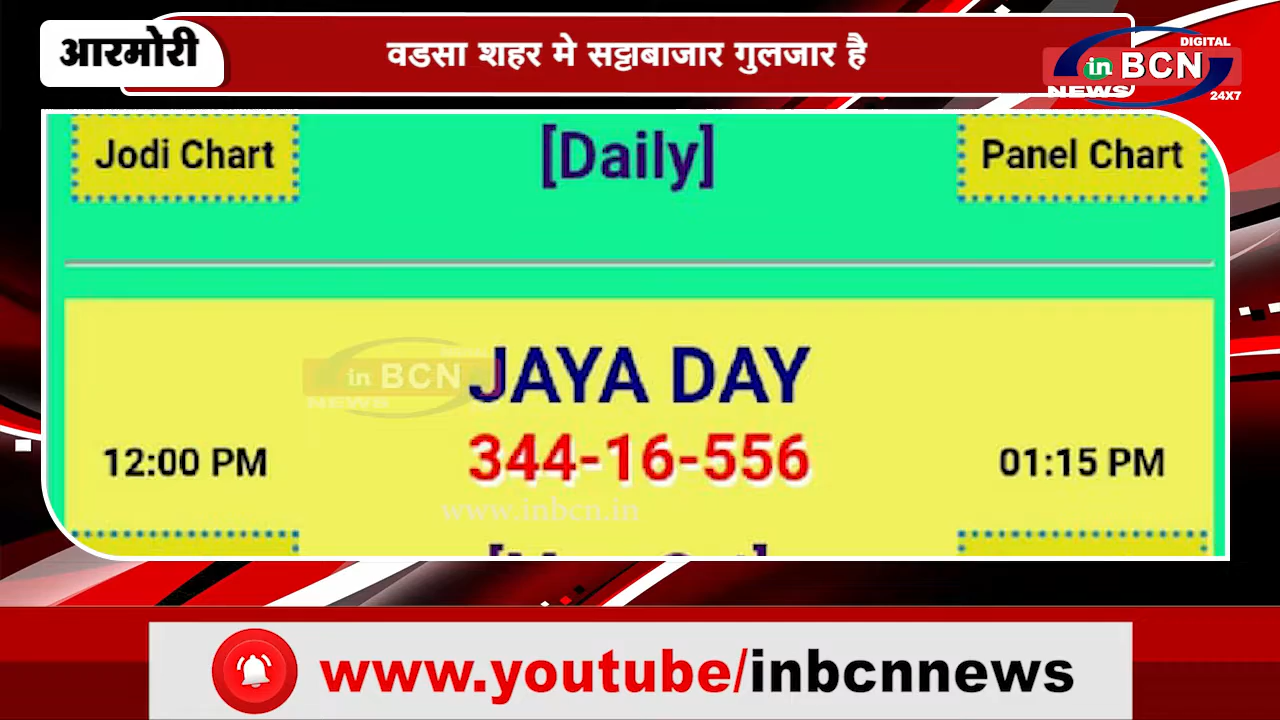 आरमोरी
वडसा शहर मे सट्टाबाजार गुलजार है
DIGITAL
in BCN
NEWS
24X7
Jodi Chart
[Daily]
Panel Chart
in BCN
NEWS
JAYA DAY
12:00 PM
344-16-556
01:15 PM
www.inbcn.in
www.youtube/inbcnnews